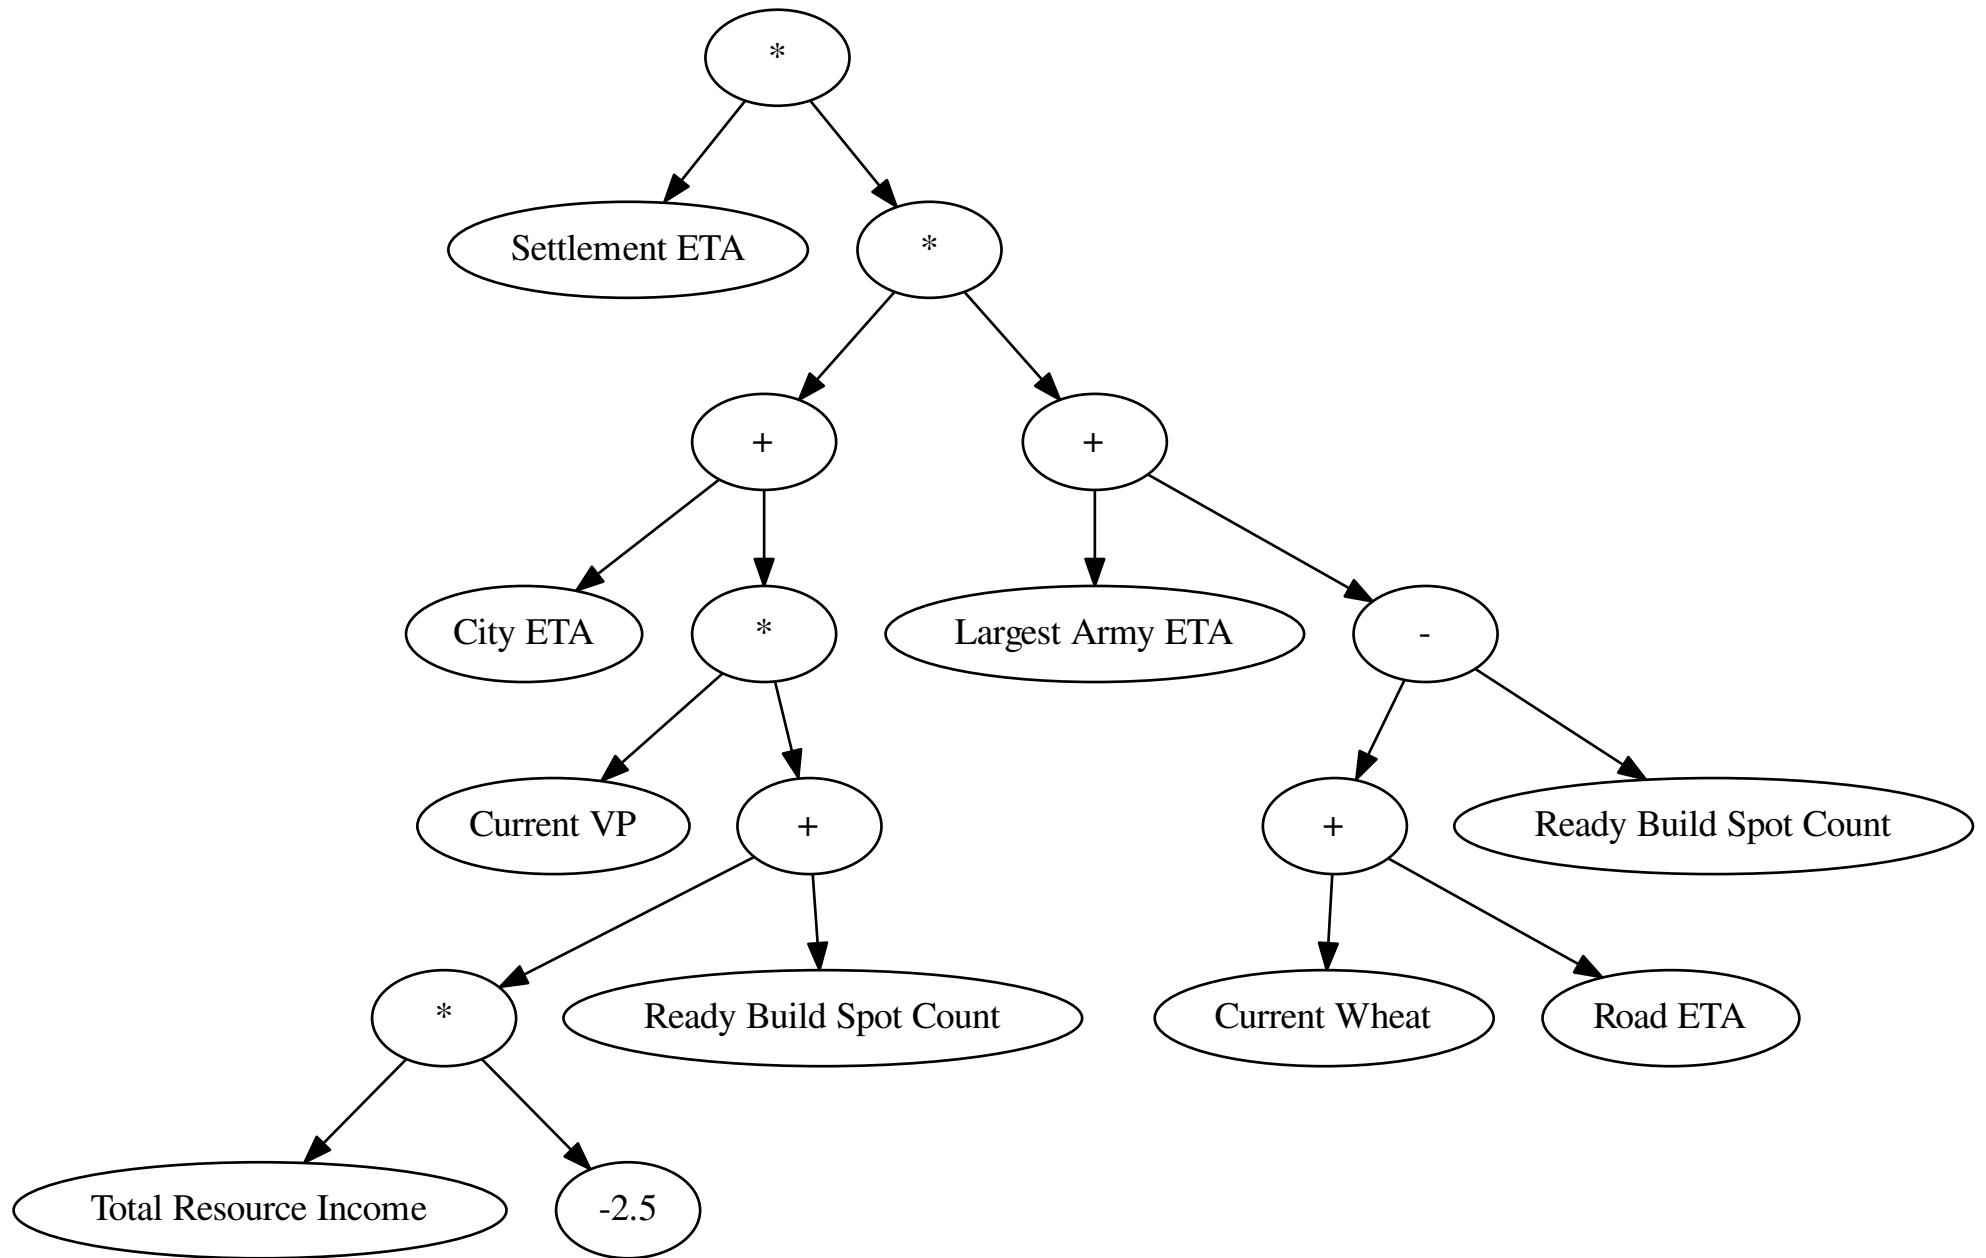 *
Settlement ETA
*
+
+
City ETA
*
Largest Army ETA
-
Current VP
+
+
Ready Build Spot Count
*
Ready Build Spot Count
Current Wheat
Road ETA
Total Resource Income
-2.5